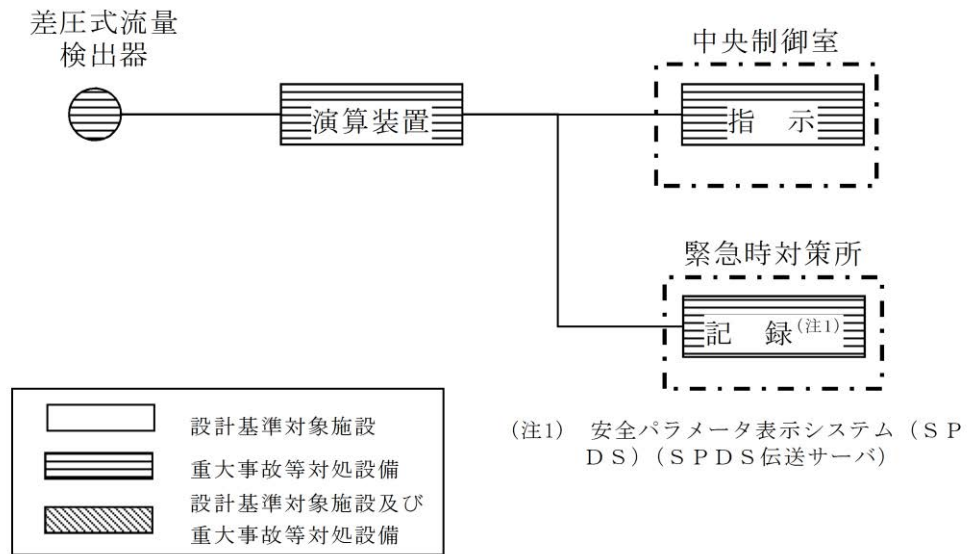 差圧式流量
検出器
演算装置
中央制御室
指　示
緊急時対策所
記　録(注1)
設計基準対象施設
重大事故等対処設備
設計基準対象施設及び
重大事故等対処設備
(注1)　安全パラメータ表示システム（ＳＰ
ＤＳ）（ＳＰＤＳ伝送サーバ）